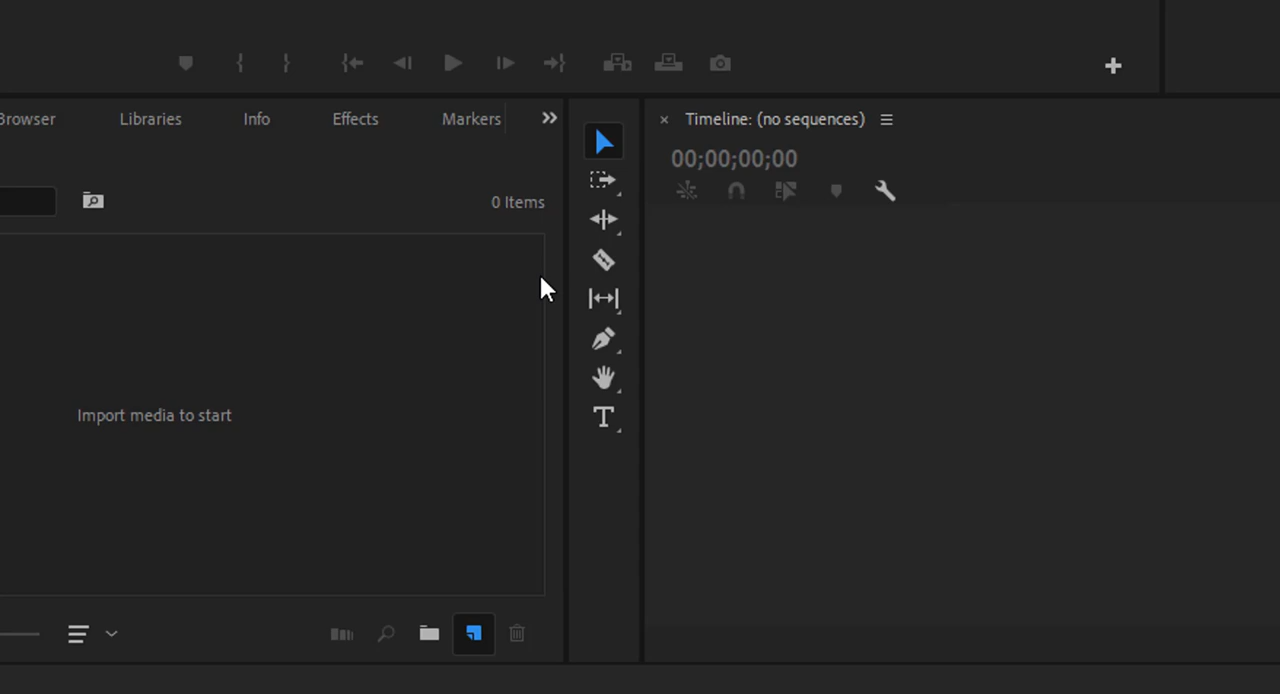 Browser
Libraries
Info
Effects
Markers
Timeline: (no sequences)
00;00;00;00
0 Items
Import media to start